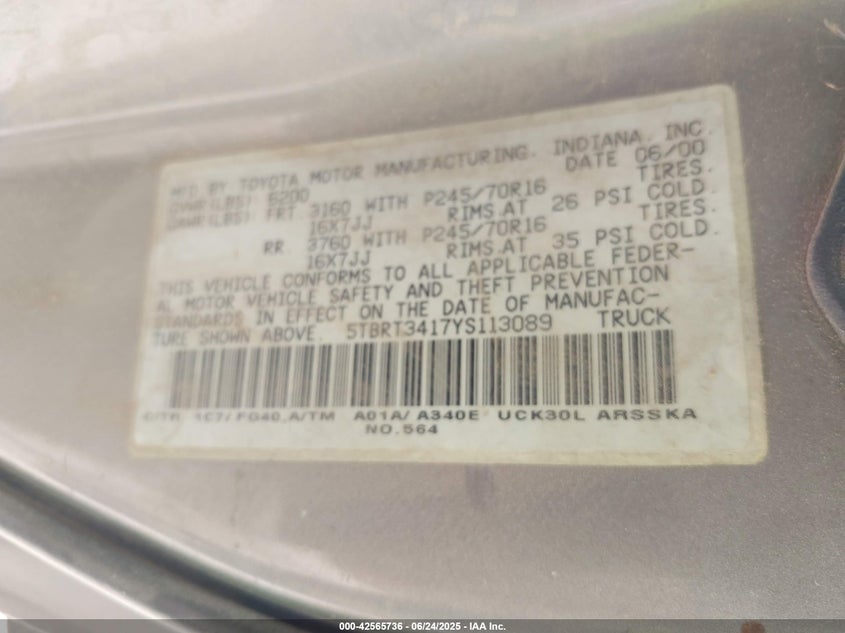 MFD. BY TOYOTA MOTOR MANUFACTURING. INDIANA. INC.
GVWR(LBS) 6200 DATE 06/00
GAWR(LBS) FRT. 3160 WITH P245/70R16 TIRES.
16X7JJ RIMS.AT 26 PSI COLD.
RR. 3760 WITH P245/70R16 TIRES.
16X7JJ RIMS.AT 35 PSI COLD.
THIS VEHICLE CONFORMS TO ALL APPLICABLE FEDER-
AL MOTOR VEHICLE SAFETY AND THEFT PREVENTION
STANDARDS IN EFFECT ON THE DATE OF MANUFAC-
TURE SHOWN ABOVE. 5TBRT3417YS113089 TRUCK
C/TR 1C7/ FG40.A/TM A01A/ A340E UCK30L ARSSKA
NO.564
000-42565736 - 06/24/2025 - IAA Inc.